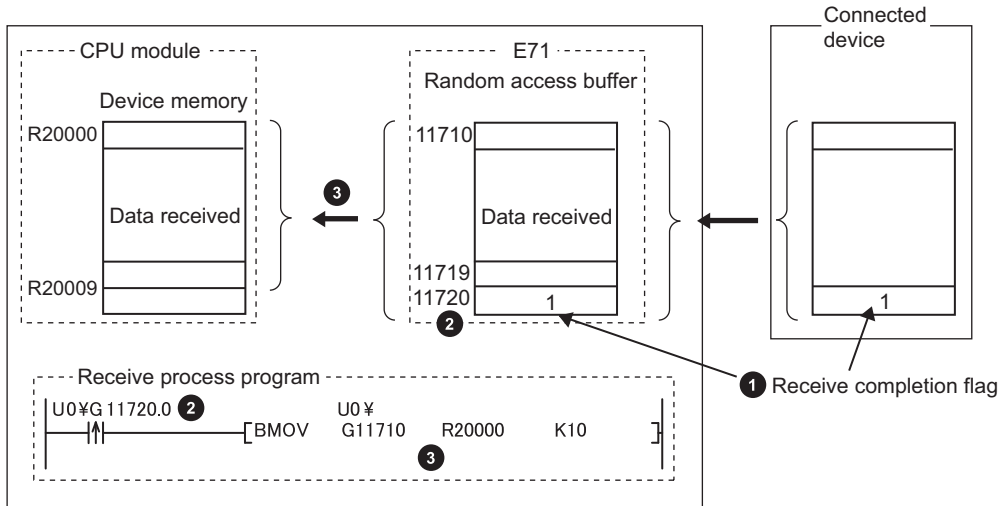 Connected
device
CPU module
E71
Random access buffer
Device memory
R20000
11710
3
Data received
Data received
11719
R20009
11720
1
1
2
1 Receive completion flag
Receive process program
U0¥G11720.0 2
U0¥
BMOV G11710 R20000 K10
3